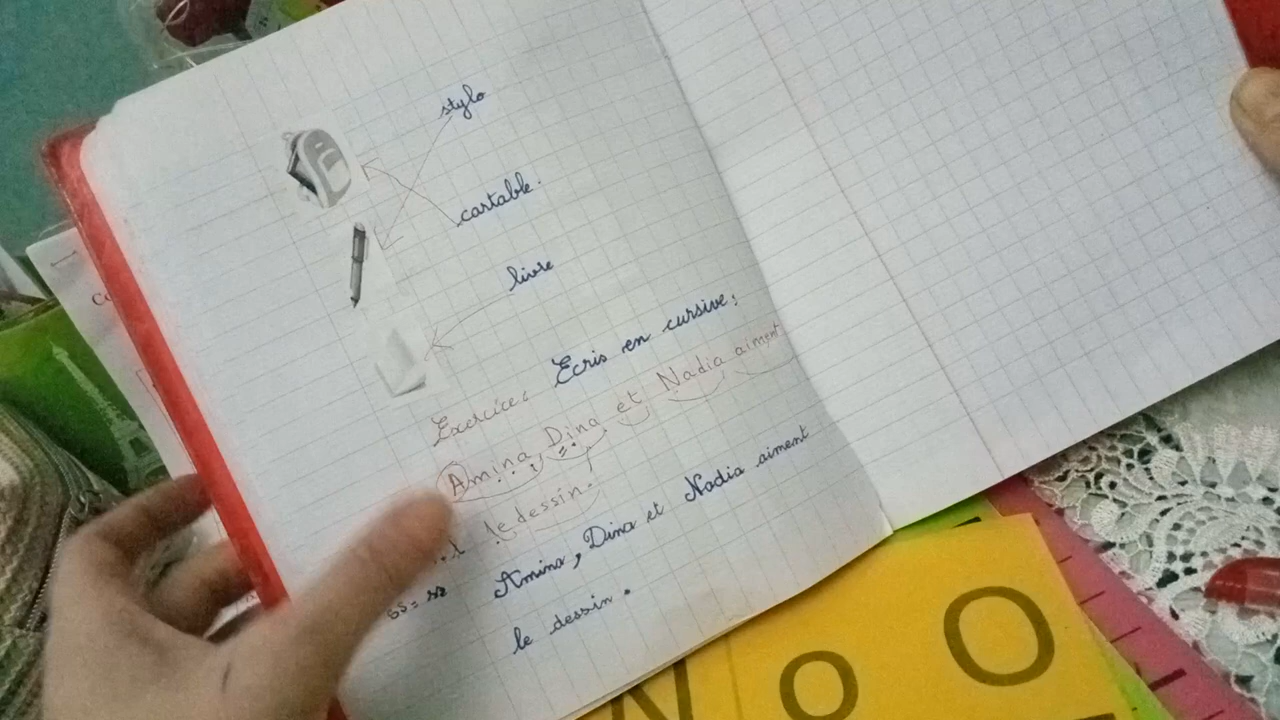 stylo
cartable.
livre
Exercice: Ecris en cursive:
Amina, Dina et Nadia aiment
le dessin.
ss =
Amina, Dina et Nadia aiment
le dessin.
N o O